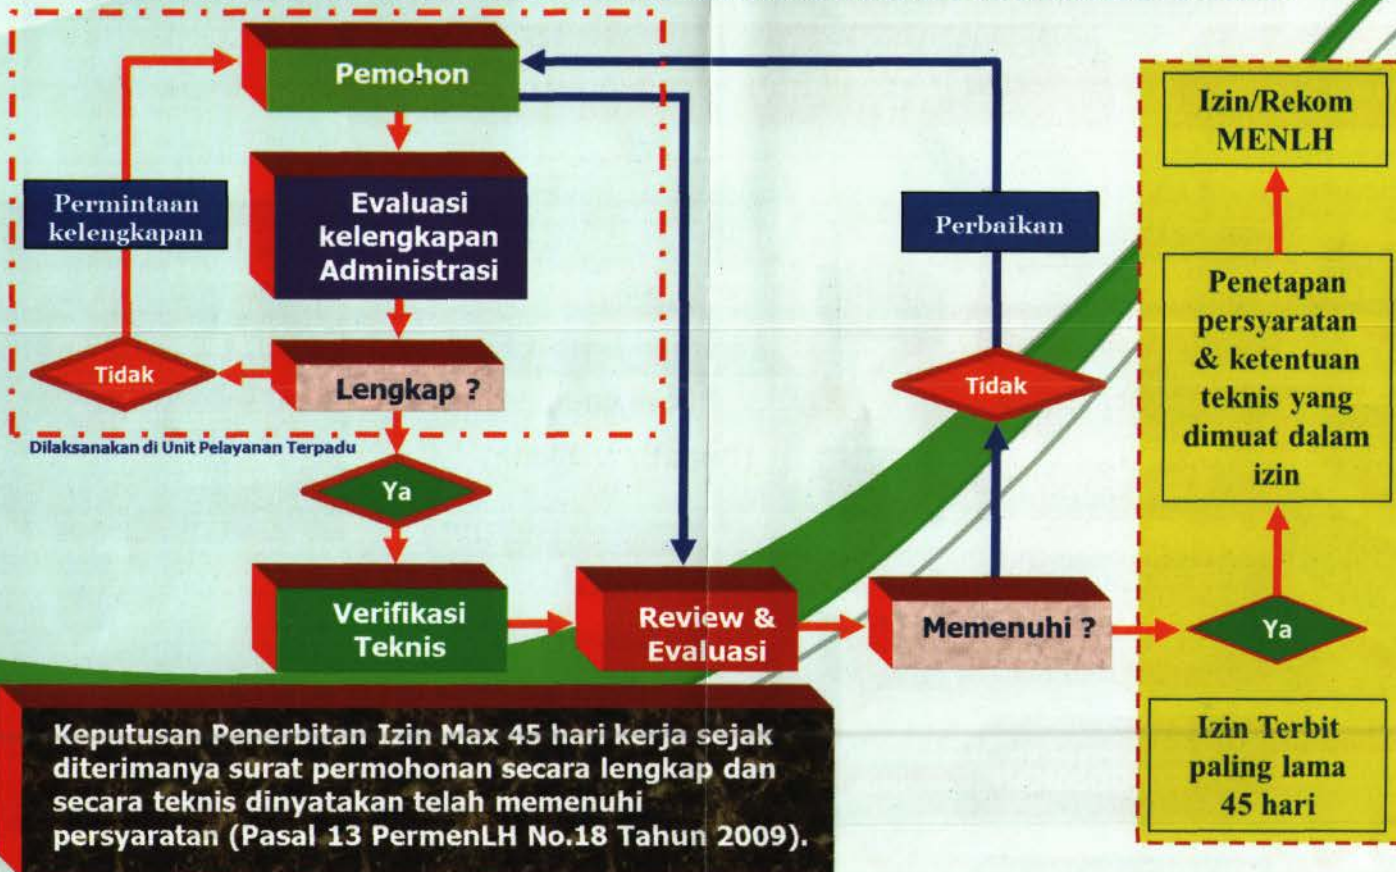 Pemohon
Permintaan
kelengkapan
Evaluasi
kelengkapan
Administrasi
Tidak
Lengkap ?
Dilaksanakan di Unit Pelayanan Terpadu
Ya
Verifikasi
Teknis
Review &
Evaluasi
Perbaikan
Tidak
Memenuhi ?
Izin/Rekom
MENLH
Penetapan
persyaratan
& ketentuan
teknis yang
dimuat dalam
izin
Ya
Izin Terbit
paling lama
45 hari
Keputusan Penerbitan Izin Max 45 hari kerja sejak
diterimanya surat permohonan secara lengkap dan
secara teknis dinyatakan telah memenuhi
persyaratan (Pasal 13 PermenLH No.18 Tahun 2009).